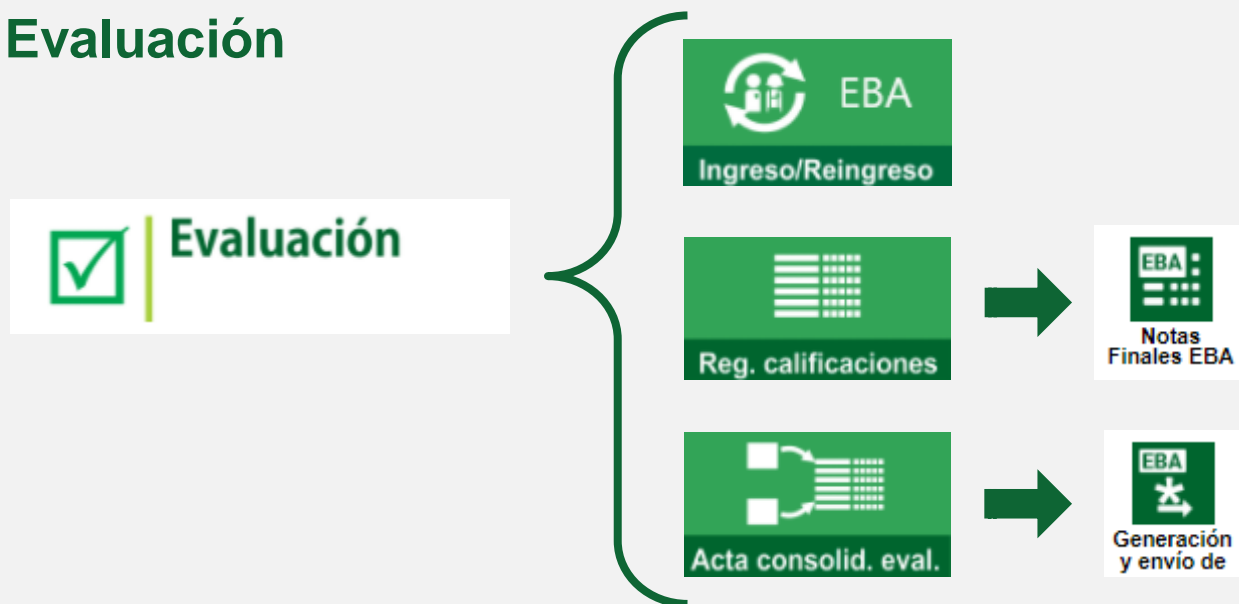 Evaluación
Evaluación
EBA
Ingreso/Reingreso
Reg. calificaciones
EBA
Notas
Finales EBA
Acta consolid. eval.
EBA
Generación
y envío de